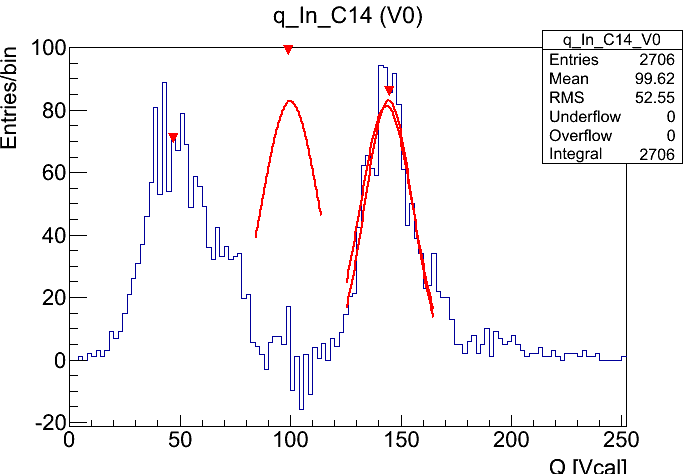 q_In_C14 (V0)
Entries/bin
100
80
60
40
20
0
-20
0
50
100
150
200
250
Q [Vcal]
q_In_C14_V0
Entries 2706
Mean 99.62
RMS 52.55
Underflow 0
Overflow 0
Integral 2706